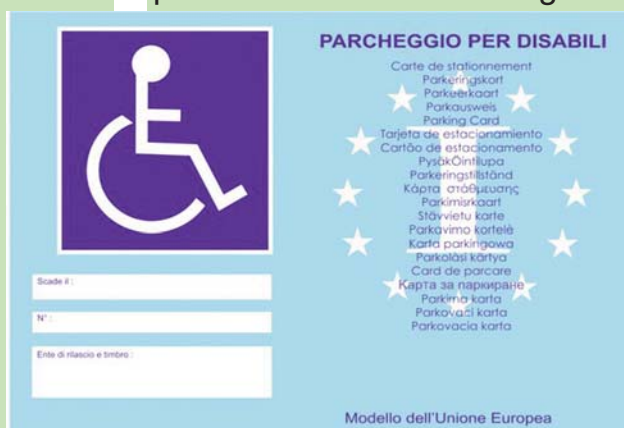 PARCHEGGIO PER DISABILI
Carte de stationnement
Parkeringskort
Parkeerkaart
Parkausweis
Parking Card
Tarjeta de estacionamiento
Cartão de estacionamento
PysäkÖintilupa
Parkeringstillstånd
Κάρτα στάθμευσης
Parkimisrkaart
Stāvvietu karte
Parkavimo kortelė
Karta parkingowa
Parkolàsi kàrtya
Card de parcare
Карта за паркиране
Parkirna karta
Parkovací karta
Parkovacia karta
Scade il :
N° :
Ente di rilascio e timbro :
Modello dell'Unione Europea